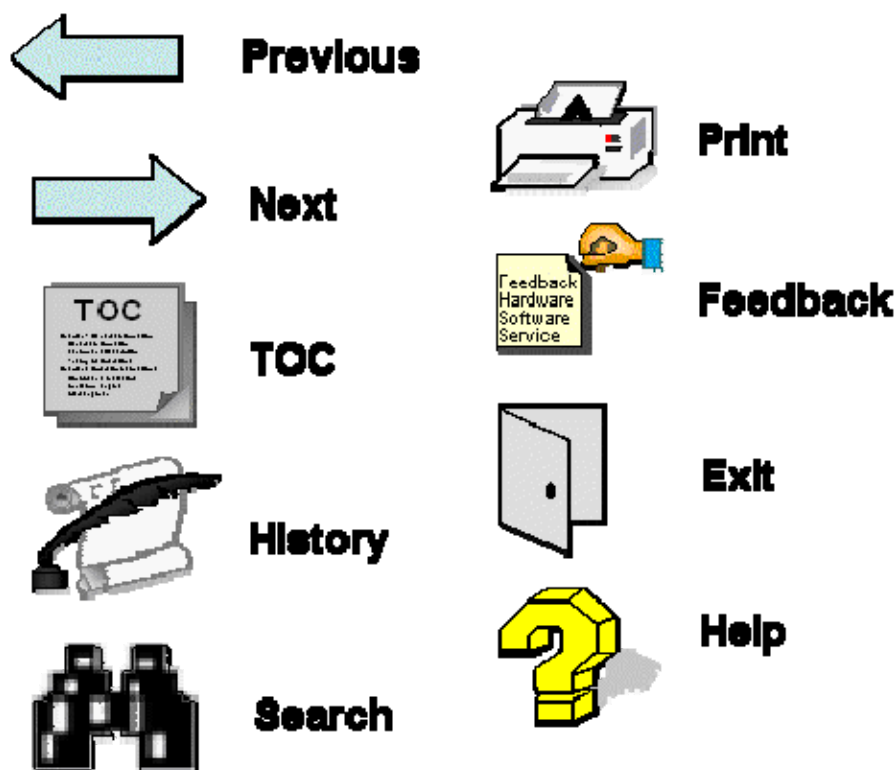 Previous
Next
TOC
TOC
History
Search
Print
Feedback
Hardware
Software
Service
Feedback
Exit
Help